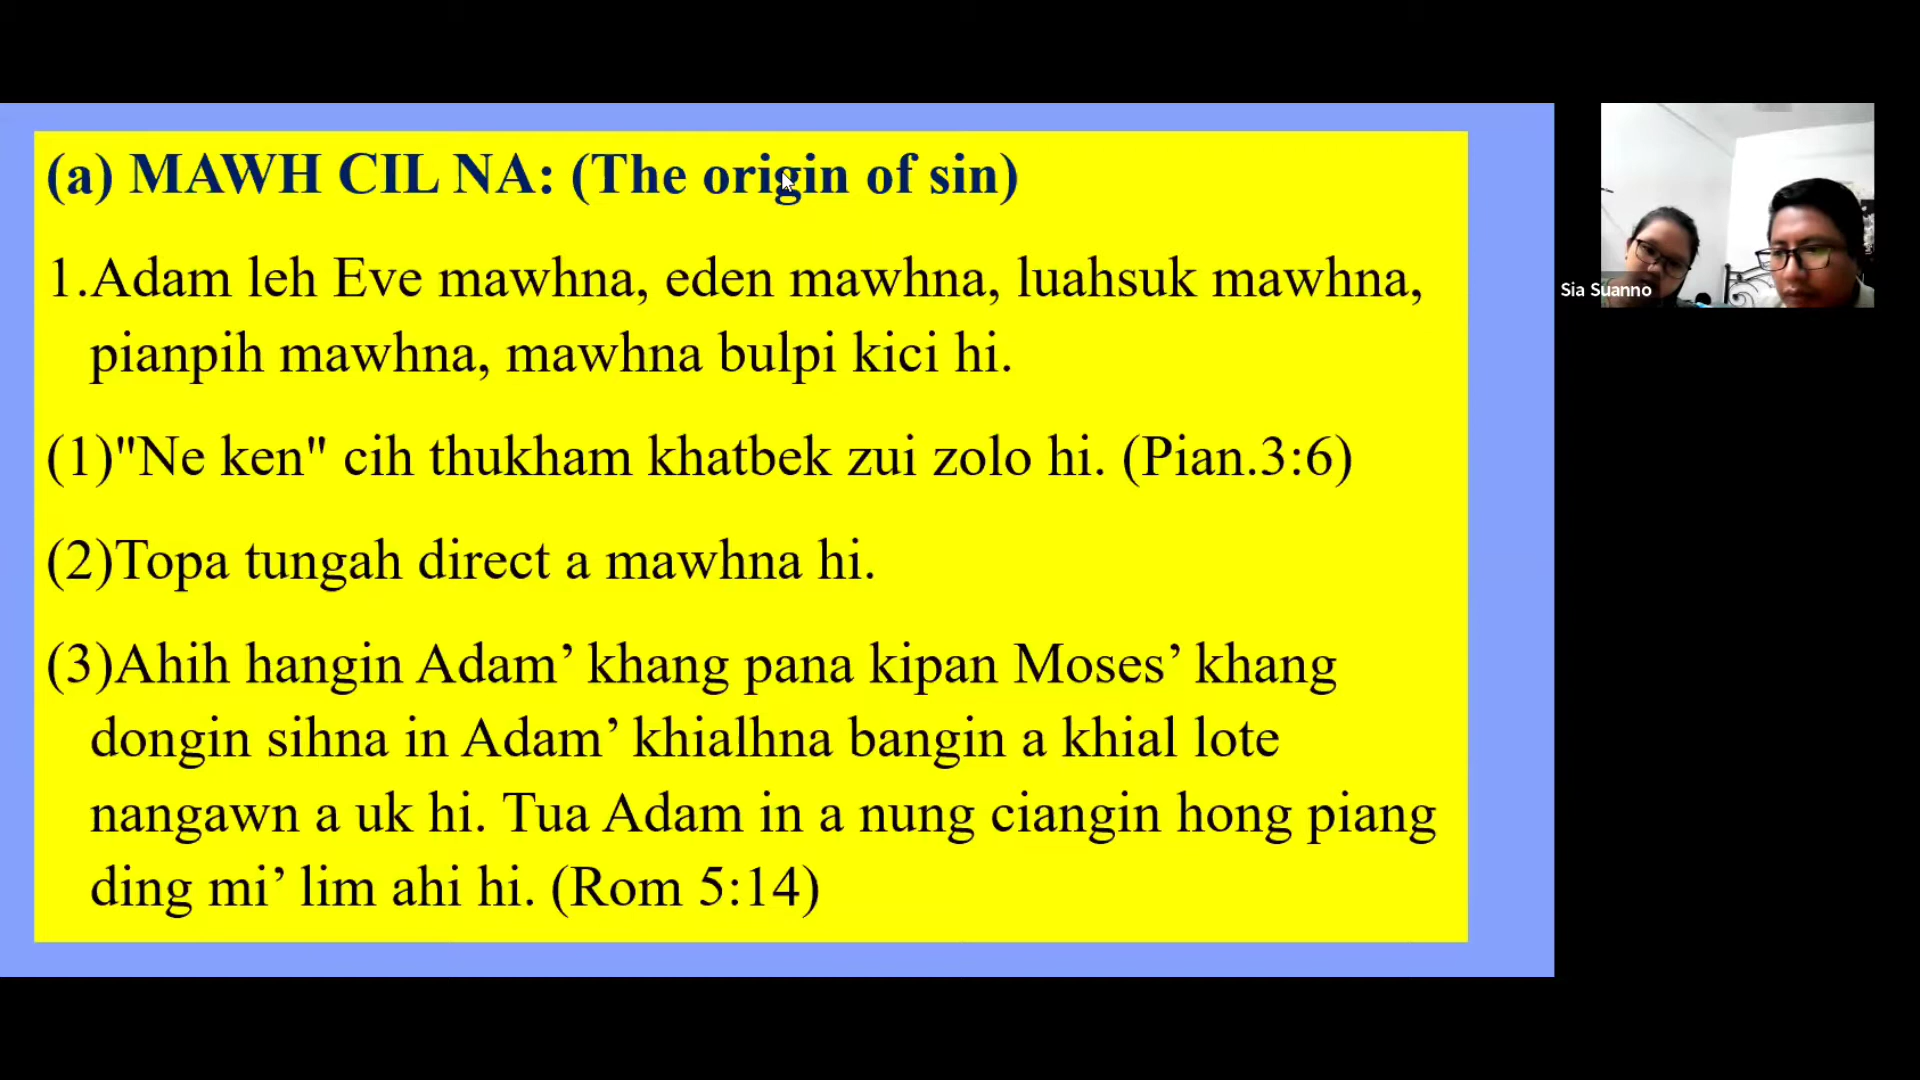 (a) MAWH CIL NA: (The origin of sin)
1.Adam leh Eve mawhna, eden mawhna, luahsuk mawhna,
pianpih mawhna, mawhna bulpi kici hi.
(1)"Ne ken" cih thukham khatbek zui zolo hi. (Pian.3:6)
(2)Topa tungah direct a mawhna hi.
(3)Ahih hangin Adam’ khang pana kipan Moses’ khang
dongin sihna in Adam’ khialhna bangin a khial lote
nangawn a uk hi. Tua Adam in a nung ciangin hong piang
ding mi’ lim ahi hi. (Rom 5:14)
Sia Suanno